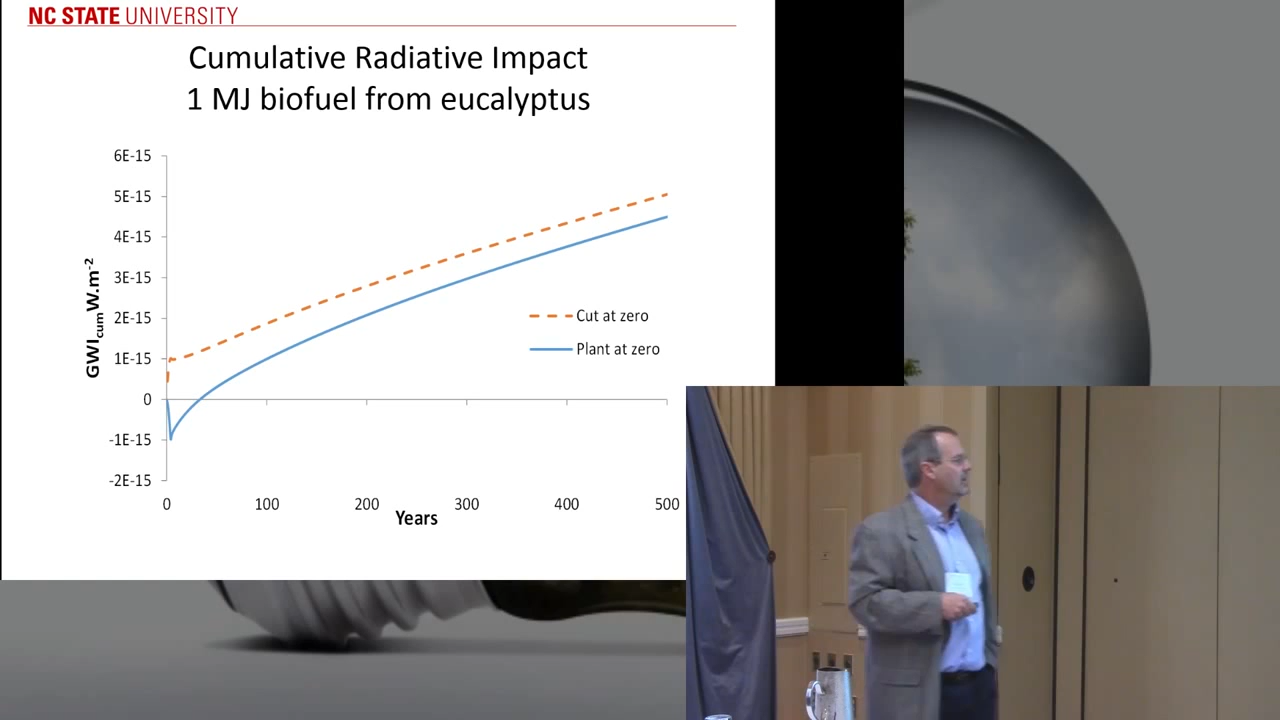 NC STATE UNIVERSITY
Cumulative Radiative Impact
1 MJ biofuel from eucalyptus
6E-15
5E-15
4E-15
3E-15
2E-15
1E-15
0
-1E-15
-2E-15
GWIcumW.m-2
Cut at zero
Plant at zero
0 100 200 300 400 500
Years